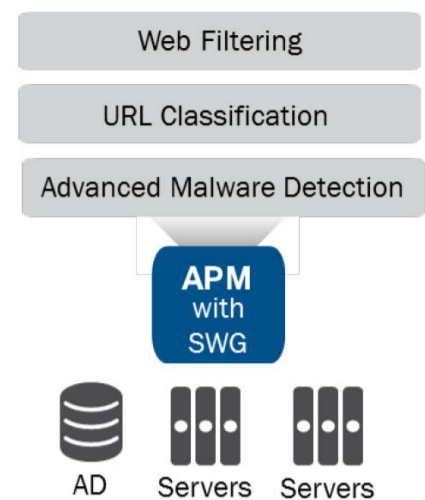 Web Filtering
URL Classification
Advanced Malware Detection
APM
with
SWG
AD
Servers
Servers